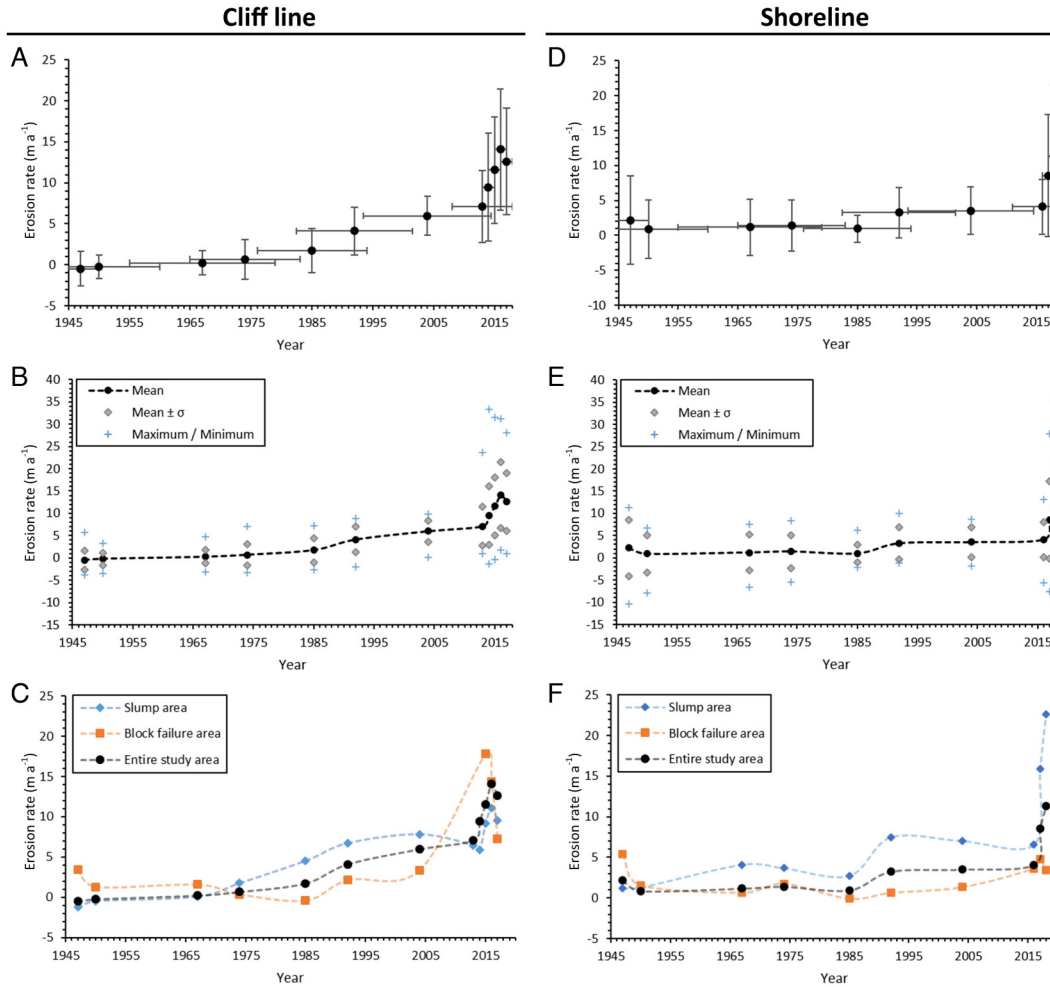 Cliff line
Shoreline
A
25
20
15
10
5
0
-5
Erosion rate (m a⁻¹)
1945 1955 1965 1975 1985 1995 2005 2015
Year
D
25
20
15
10
5
0
-5
-10
Erosion rate (m a⁻¹)
1945 1955 1965 1975 1985 1995 2005 2015
Year
B
40
35
30
25
20
15
10
5
0
-5
-10
-15
Erosion rate (m a⁻¹)
Mean
Mean ± σ
Maximum / Minimum
1945 1955 1965 1975 1985 1995 2005 2015
Year
E
40
35
30
25
20
15
10
5
0
-5
-10
-15
Erosion rate (m a⁻¹)
Mean
Mean ± σ
Maximum / Minimum
1945 1955 1965 1975 1985 1995 2005 2015
Year
C
25
20
15
10
5
0
-5
Erosion rate (m a⁻¹)
Slump area
Block failure area
Entire study area
1945 1955 1965 1975 1985 1995 2005 2015
Year
F
25
20
15
10
5
0
-5
Erosion rate (m a⁻¹)
Slump area
Block failure area
Entire study area
1945 1955 1965 1975 1985 1995 2005 2015
Year